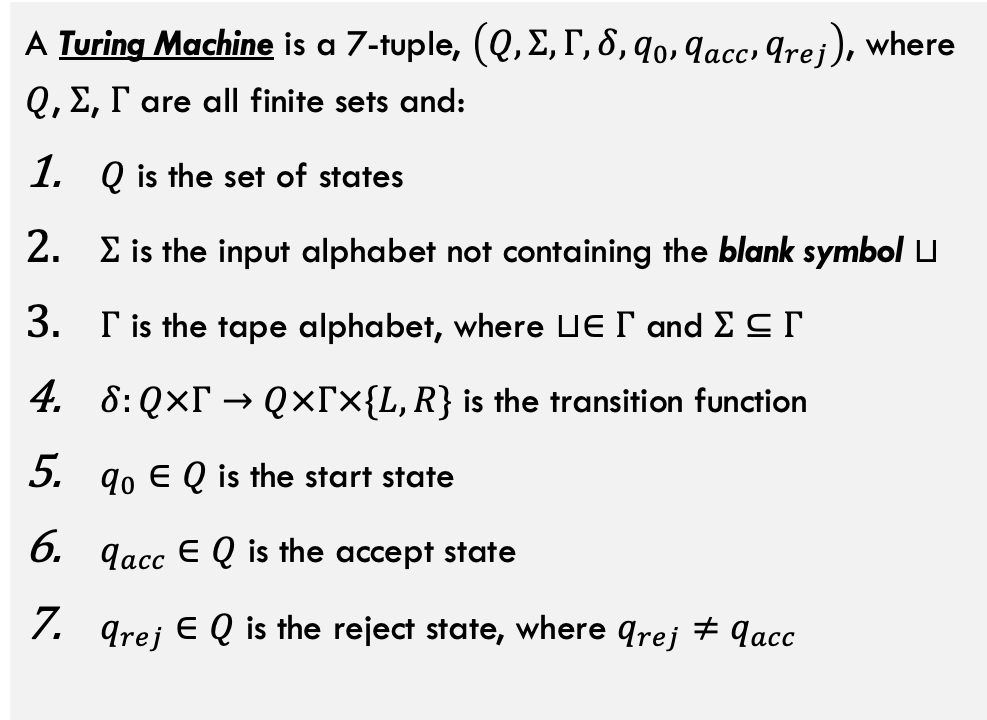 A Turing Machine is a 7-tuple, (Q, Σ, Γ, δ, q₀, q_acc, q_rej), where
Q, Σ, Γ are all finite sets and:
1. Q is the set of states
2. Σ is the input alphabet not containing the blank symbol ⊔
3. Γ is the tape alphabet, where ⊔∈ Γ and Σ ⊆ Γ
4. δ: Q×Γ → Q×Γ×{L, R} is the transition function
5. q₀ ∈ Q is the start state
6. q_acc ∈ Q is the accept state
7. q_rej ∈ Q is the reject state, where q_rej ≠ q_acc